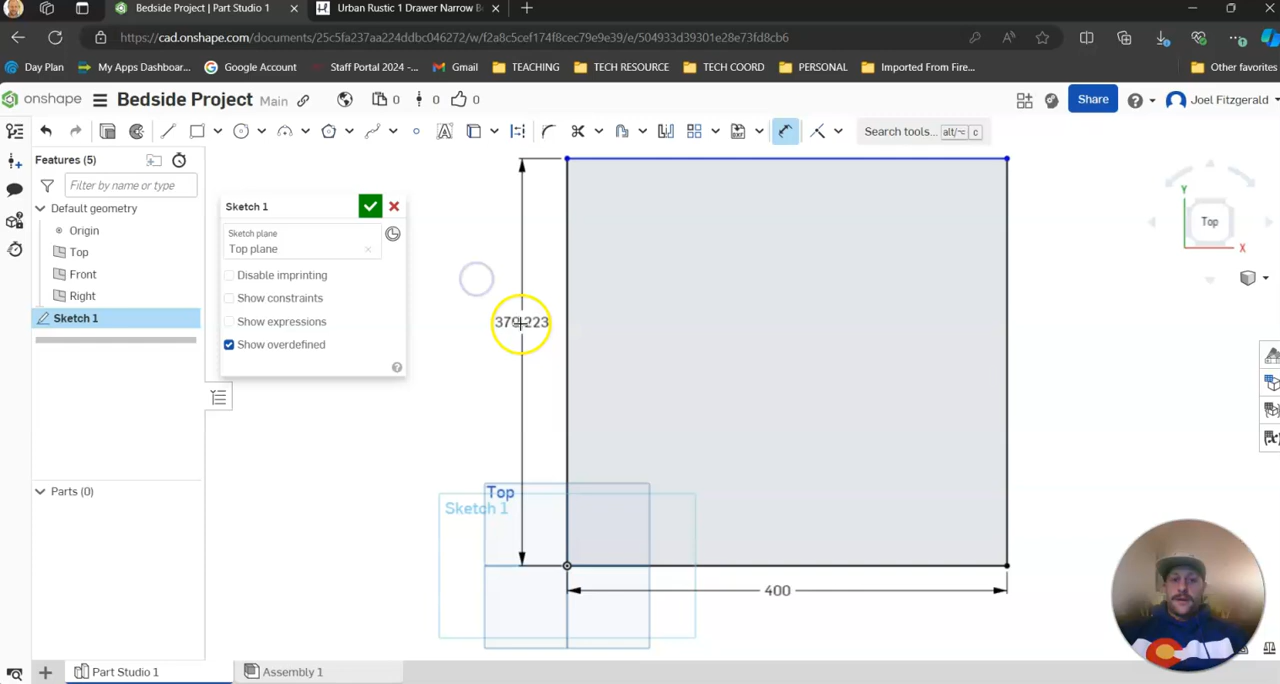 Bedside Project | Part Studio 1
Urban Rustic 1 Drawer Narrow B
https://cad.onshape.com/documents/25c5fa237aa224ddbc046272/w/f2a8c5cef174f8cec79e9e39/e/504933d39301e28e73fd8cb6
Day Plan
My Apps Dashboar...
Google Account
Staff Portal 2024 -...
Gmail
TEACHING
TECH RESOURCE
TECH COORD
PERSONAL
Imported From Fire...
Other favorites
onshape
Bedside Project
Main
0
0
0
Share
Joel Fitzgerald
Search tools...
alt/⌥
c
Features (5)
Filter by name or type
Default geometry
Origin
Top
Front
Right
Sketch 1
Parts (0)
Sketch 1
Sketch plane
Top plane
Disable imprinting
Show constraints
Show expressions
Show overdefined
379.223
400
Top
Sketch 1
Y
Top
X
Part Studio 1
Assembly 1